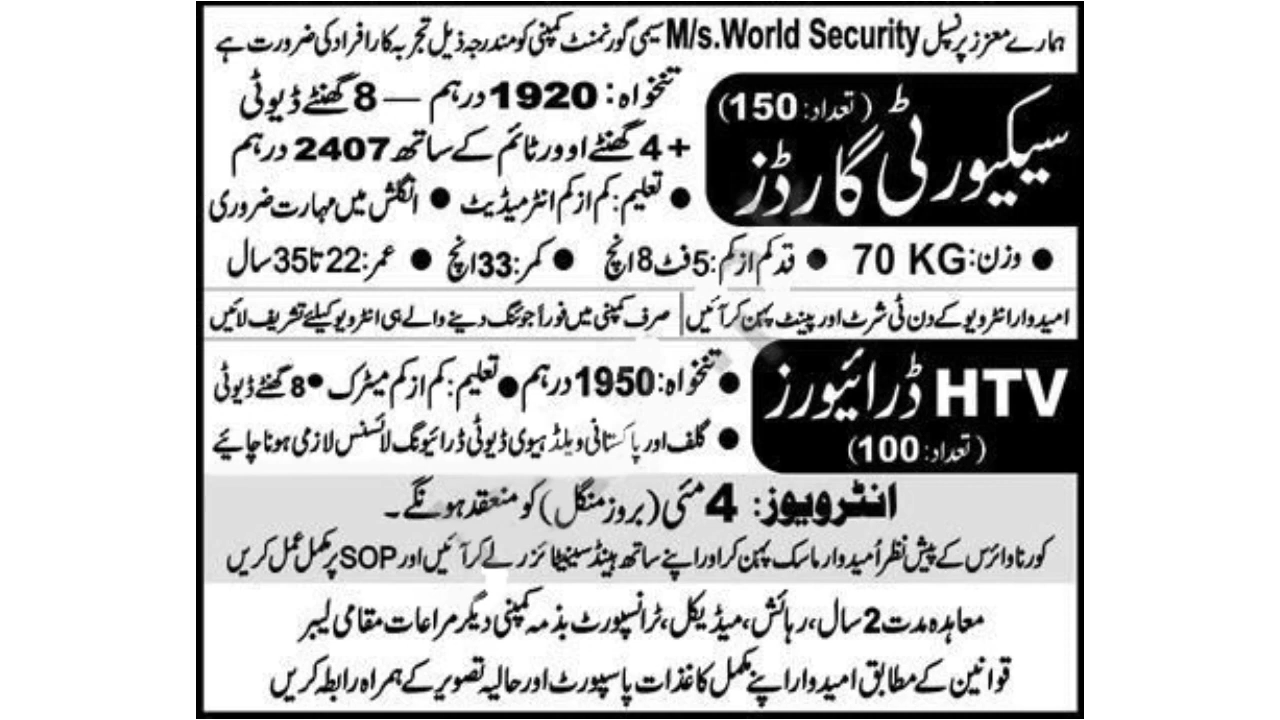 ہمارے معزز پرنسپل M/s.World Security سیمی گورنمنٹ کمپنی کو مندرجہ ذیل تجربہ کار افراد کی ضرورت ہے
(تعداد: 150)
سیکیورٹی گارڈز
تنخواہ: 1920 درہم — 8 گھنٹے ڈیوٹی
+ 4 گھنٹے اوورٹائم کے ساتھ 2407 درہم
● تعلیم: کم از کم انٹرمیڈیٹ ● انگلش میں مہارت ضروری
● وزن: 70 KG ● قد کم از کم: 5 فٹ 8 انچ ● کمر: 33 انچ ● عمر: 22 تا 35 سال
امیدوار انٹرویو کے دن ٹی شرٹ اور پینٹ پہن کر آئیں | صرف کمپنی میں فوراً جوئنگ دینے والے ہی انٹرویو کیلئے تشریف لائیں
HTV ڈرائیورز
(تعداد: 100)
● تنخواہ: 1950 درہم ● تعلیم: کم از کم میٹرک ● 8 گھنٹے ڈیوٹی
● گلف اور پاکستانی ویلڈ ہیوی ڈیوٹی ڈرائیونگ لائسنس لازمی ہونا چاہئے
انٹرویوز: 4 مئی (بروز منگل) کو منعقد ہونگے۔
کورنا وائرس کے پیش نظر اُمیدوار ماسک پہن کر اور اپنے ساتھ ہینڈ سینیٹائزر لے کر آئیں اور SOP پر مکمل عمل کریں
معاہدہ مدت 2 سال، رہائش، میڈیکل، ٹرانسپورٹ بذمہ کمپنی دیگر مراعات مقامی لیبر
قوانین کے مطابق امیدوار اپنے مکمل کاغذات پاسپورٹ اور حالیہ تصویر کے ہمراہ رابطہ کریں